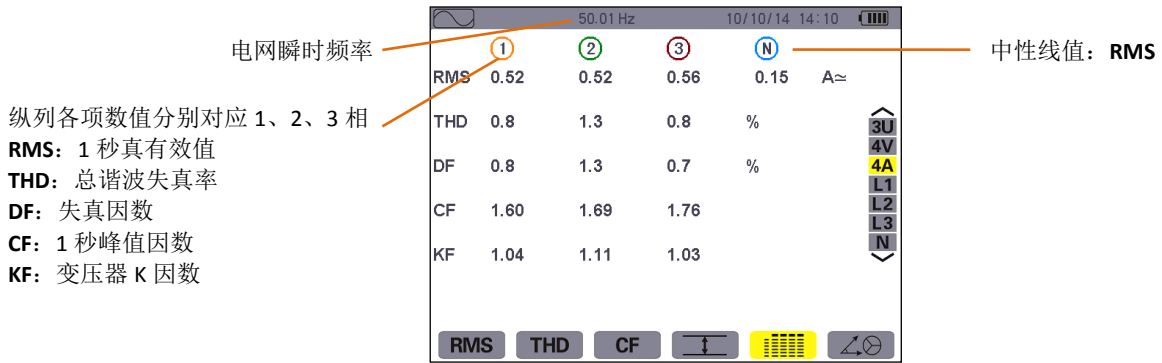 50.01 Hz 10/10/14 14:10
电网瞬时频率
1 2 3 N
中性线值：RMS
RMS 0.52 0.52 0.56 0.15 A≃
纵列各项数值分别对应 1、2、3 相
RMS：1 秒真有效值
THD：总谐波失真率
DF：失真因数
CF：1 秒峰值因数
KF：变压器 K 因数
THD 0.8 1.3 0.8 %
DF 0.8 1.3 0.7 %
CF 1.60 1.69 1.76
KF 1.04 1.11 1.03
3U
4V
4A
L1
L2
L3
N
RMS THD CF